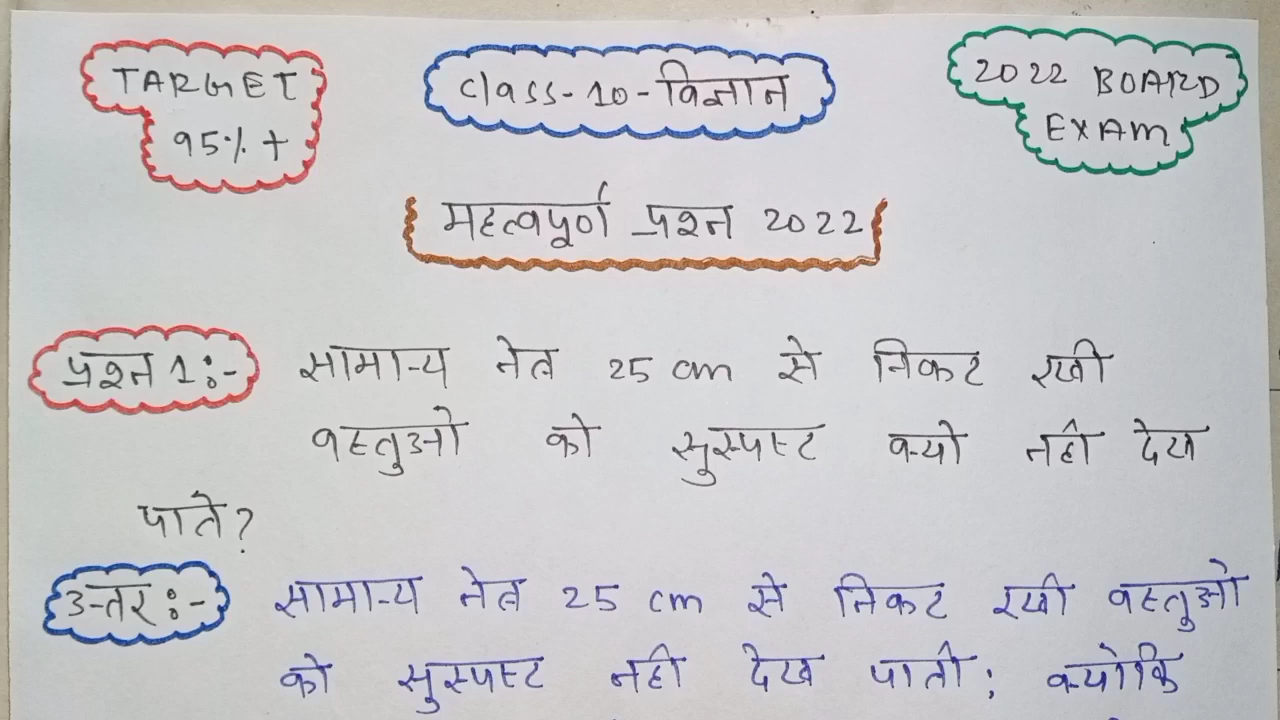 TARGET
95% +
Class-10-विज्ञान
2022 BOARD
EXAM
महत्वपूर्ण प्रश्न 2022
प्रश्न 1:- सामान्य नेत्र 25 cm से निकट रखी
वस्तुओ को सुस्पष्ट क्यो नही देख
पाते?
उत्तर:- सामान्य नेत्र 25 cm से निकट रखी वस्तुओ
को सुस्पष्ट नही देख पाती; क्योकि